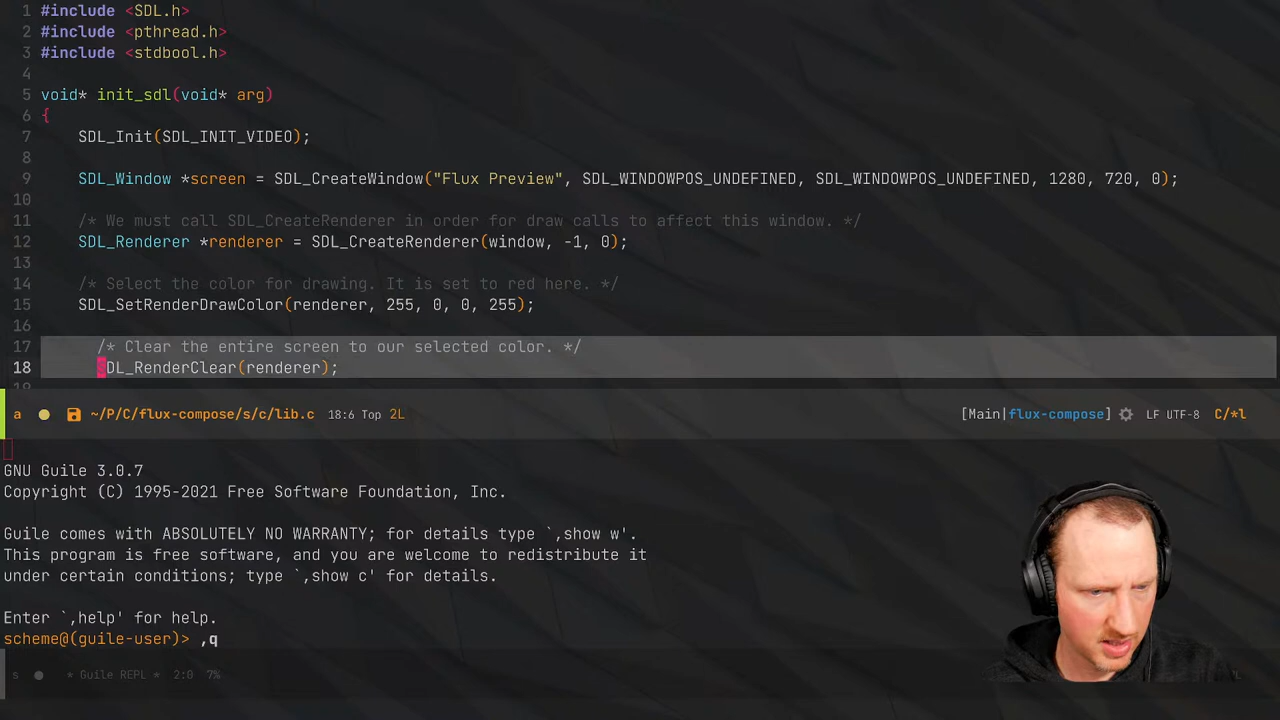 1 #include <SDL.h>
2 #include <pthread.h>
3 #include <stdbool.h>
4
5 void* init_sdl(void* arg)
6 {
7 SDL_Init(SDL_INIT_VIDEO);
8
9 SDL_Window *screen = SDL_CreateWindow("Flux Preview", SDL_WINDOWPOS_UNDEFINED, SDL_WINDOWPOS_UNDEFINED, 1280, 720, 0);
10
11 /* We must call SDL_CreateRenderer in order for draw calls to affect this window. */
12 SDL_Renderer *renderer = SDL_CreateRenderer(window, -1, 0);
13
14 /* Select the color for drawing. It is set to red here. */
15 SDL_SetRenderDrawColor(renderer, 255, 0, 0, 255);
16
17 /* Clear the entire screen to our selected color. */
18 SDL_RenderClear(renderer);
19
a ● ~/P/C/flux-compose/s/c/lib.c 18:6 Top 2L [Main|flux-compose] LF UTF-8 C/*l
GNU Guile 3.0.7
Copyright (C) 1995-2021 Free Software Foundation, Inc.
Guile comes with ABSOLUTELY NO WARRANTY; for details type `,show w'.
This program is free software, and you are welcome to redistribute it
under certain conditions; type `,show c' for details.
Enter `,help' for help.
scheme@(guile-user)> ,q
s ● * Guile REPL * 2:0 7%